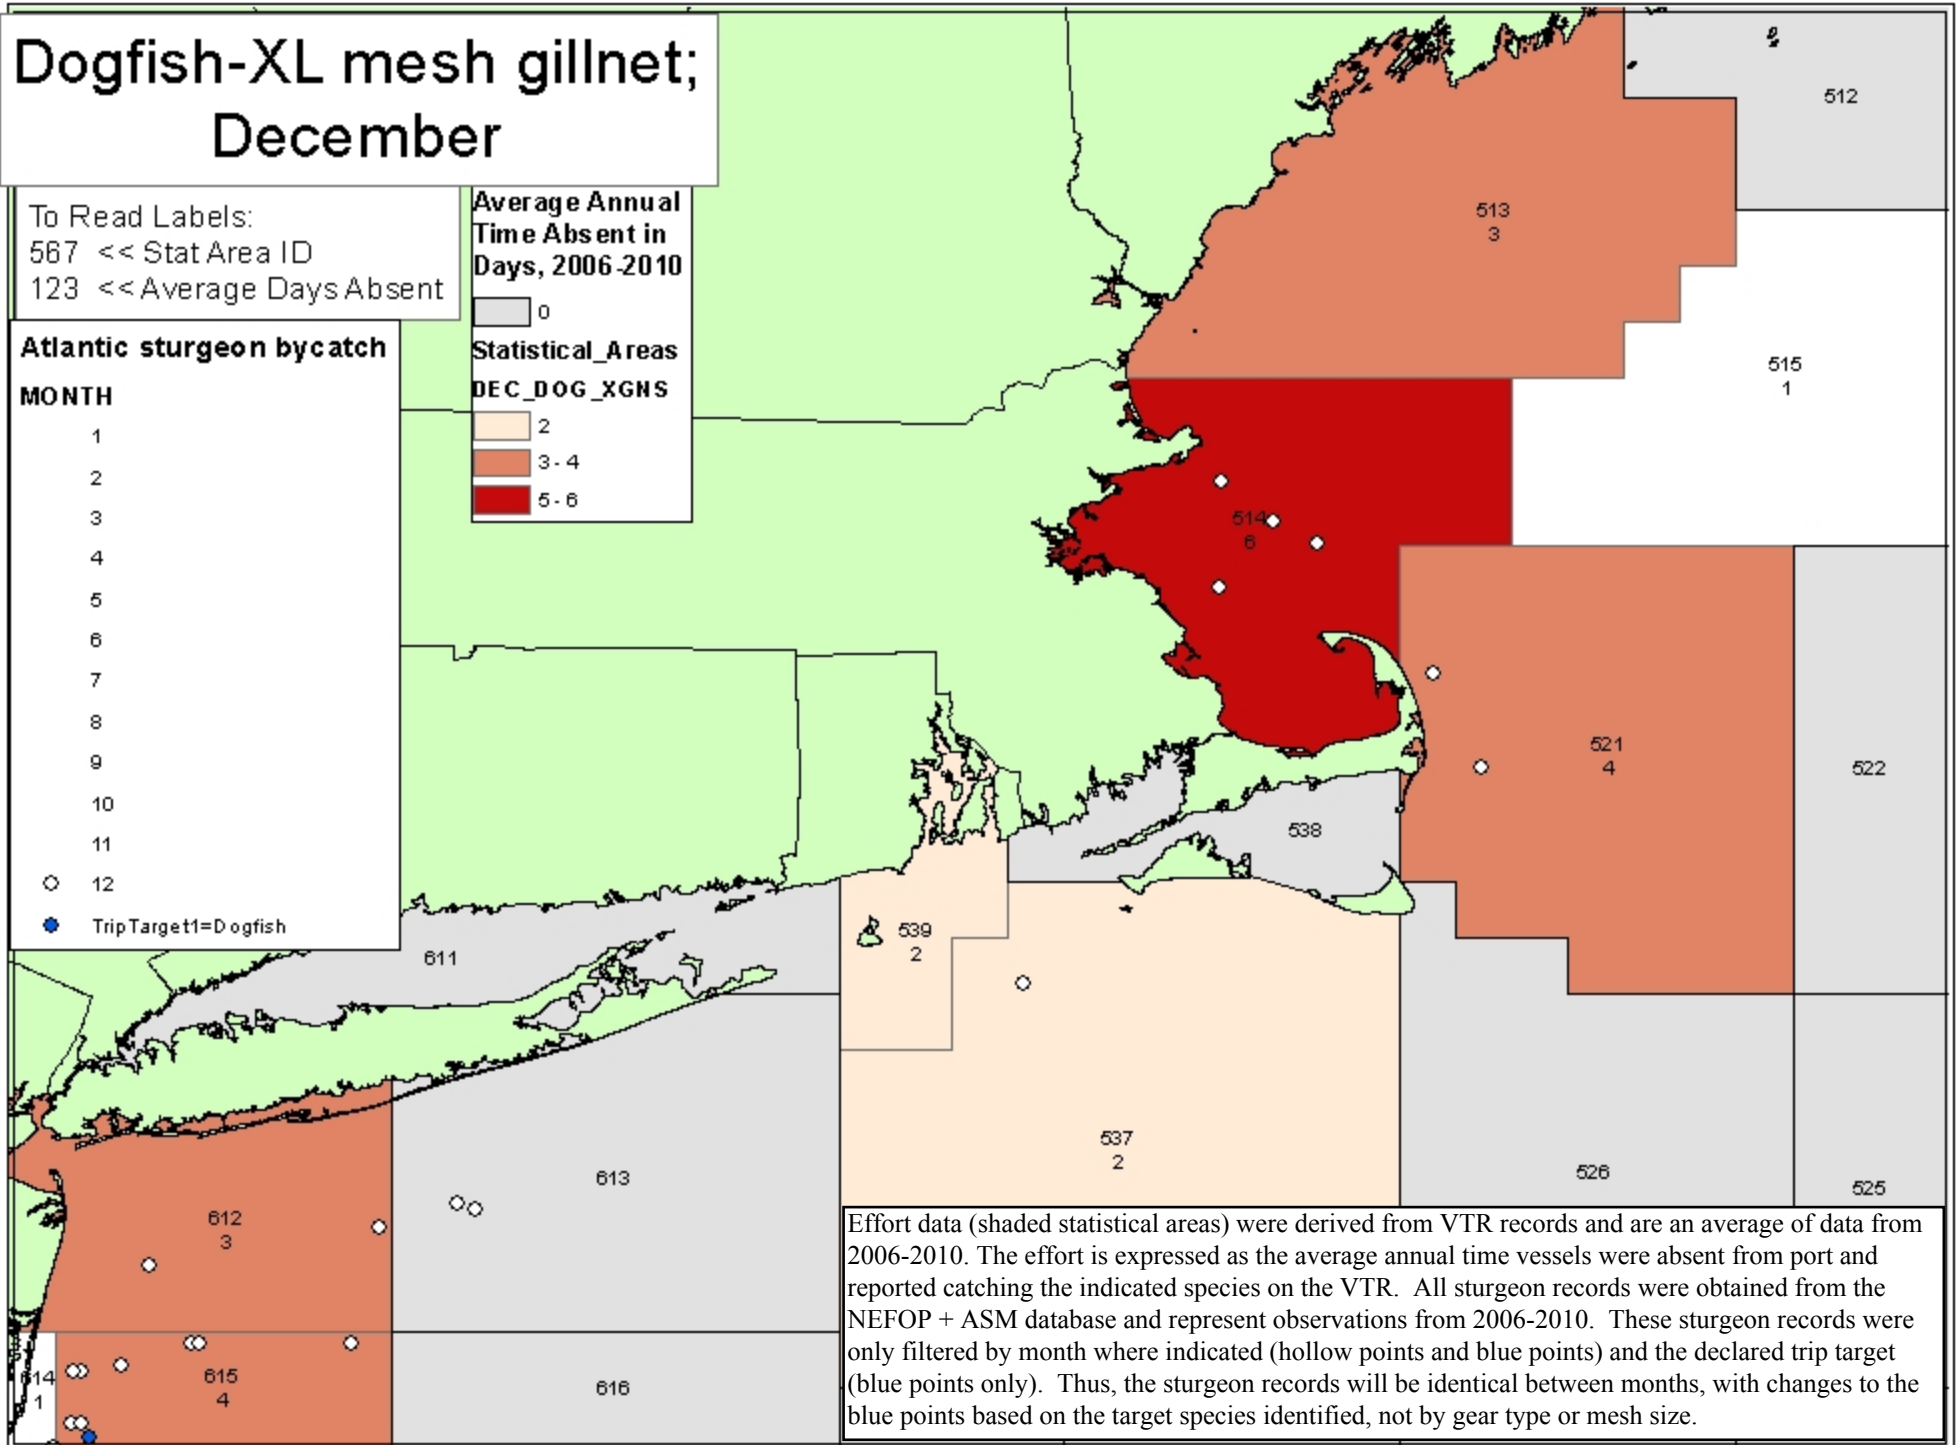 Dogfish-XL mesh gillnet;
December
To Read Labels:
567 << Stat Area ID
123 << Average Days Absent
Average Annual
Time Absent in
Days, 2006-2010
0
Statistical_Areas
DEC_DOG_XGNS
2
3 - 4
5 - 6
Atlantic sturgeon bycatch
MONTH
1
2
3
4
5
6
7
8
9
10
11
12
TripTarget1=Dogfish
512
513
3
515
1
514
6
521
4
522
538
539
2
611
537
2
526
525
613
612
3
614
1
615
4
616
Effort data (shaded statistical areas) were derived from VTR records and are an average of data from
2006-2010. The effort is expressed as the average annual time vessels were absent from port and
reported catching the indicated species on the VTR.  All sturgeon records were obtained from the
NEFOP + ASM database and represent observations from 2006-2010.  These sturgeon records were
only filtered by month where indicated (hollow points and blue points) and the declared trip target
(blue points only).  Thus, the sturgeon records will be identical between months, with changes to the
blue points based on the target species identified, not by gear type or mesh size.